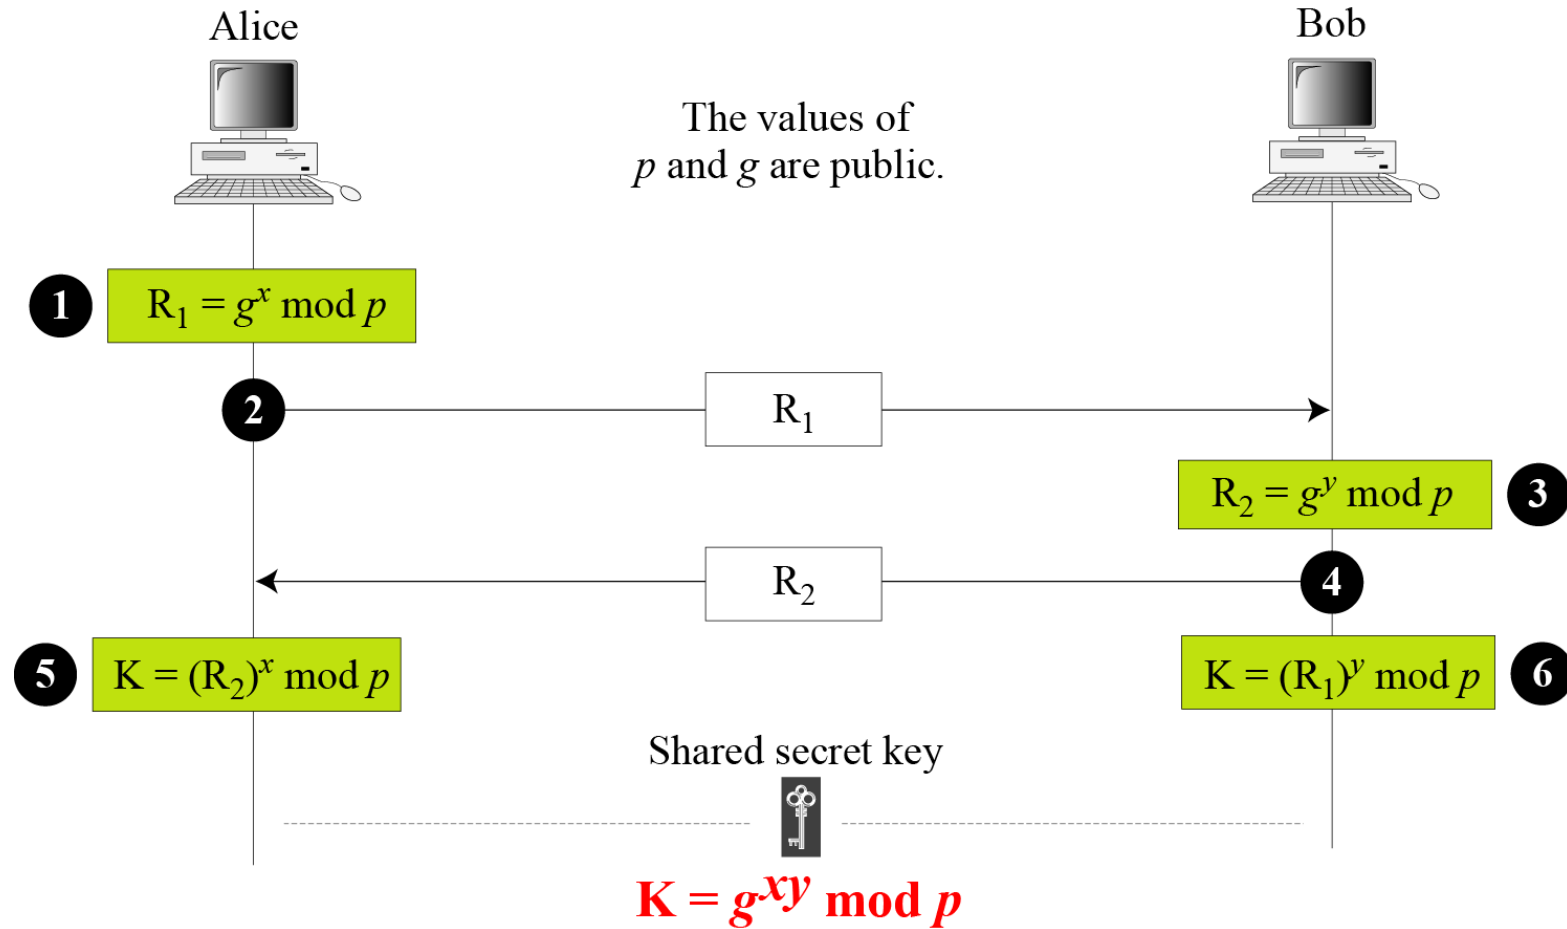 Alice
Bob
The values of
p and g are public.
1
R₁ = gˣ mod p
2
R₁
R₂ = gʸ mod p
3
R₂
4
5
K = (R₂)ˣ mod p
K = (R₁)ʸ mod p
6
Shared secret key
K = gˣʸ mod p